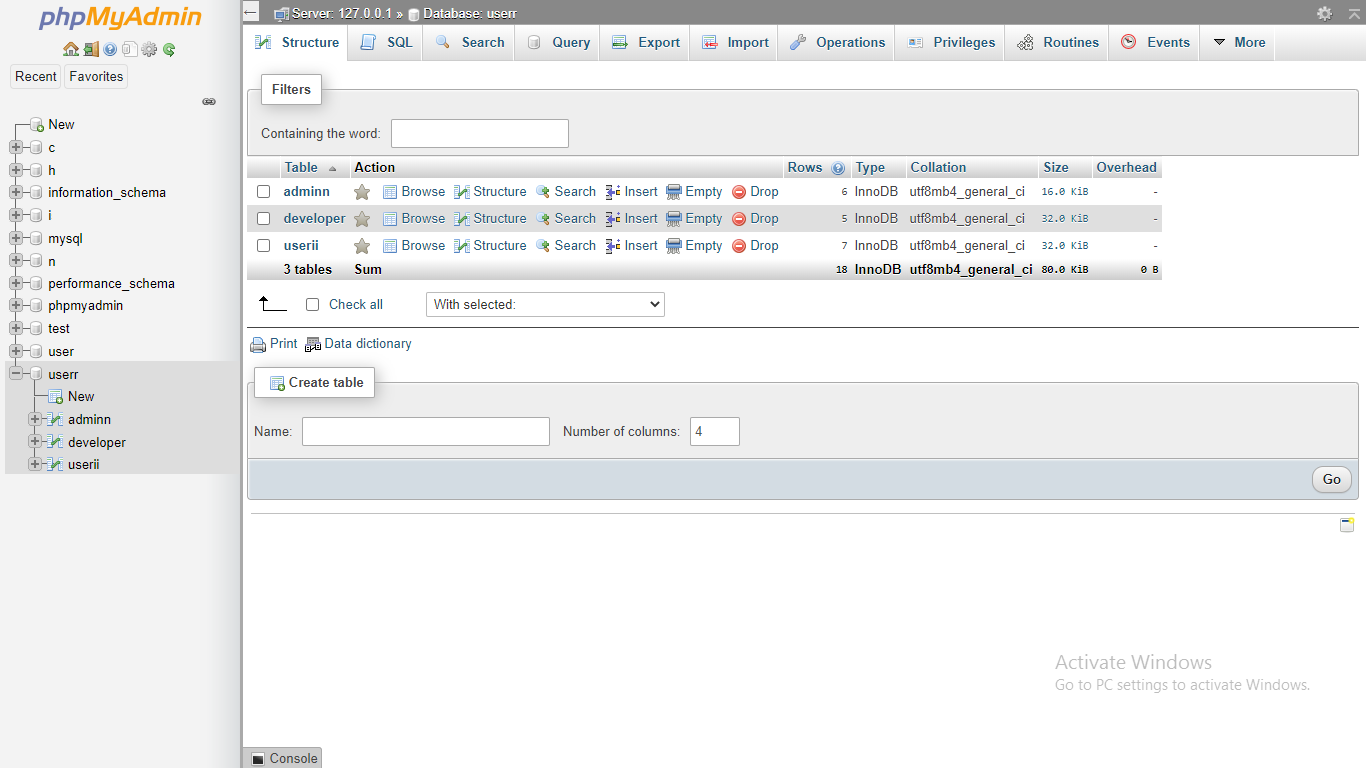 phpMyAdmin
Recent Favorites
New
c
h
information_schema
i
mysql
n
performance_schema
phpmyadmin
test
user
userr
New
adminn
developer
userii
Server: 127.0.0.1 » Database: userr
Structure SQL Search Query Export Import Operations Privileges Routines Events More
Filters
Containing the word:
Table Action Rows Type Collation Size Overhead
adminn Browse Structure Search Insert Empty Drop 6 InnoDB utf8mb4_general_ci 16.0 KiB -
developer Browse Structure Search Insert Empty Drop 5 InnoDB utf8mb4_general_ci 32.0 KiB -
userii Browse Structure Search Insert Empty Drop 7 InnoDB utf8mb4_general_ci 32.0 KiB -
3 tables Sum 18 InnoDB utf8mb4_general_ci 80.0 KiB 0 B
Check all With selected:
Print Data dictionary
Create table
Name: Number of columns: 4
Go
Activate Windows
Go to PC settings to activate Windows.
Console